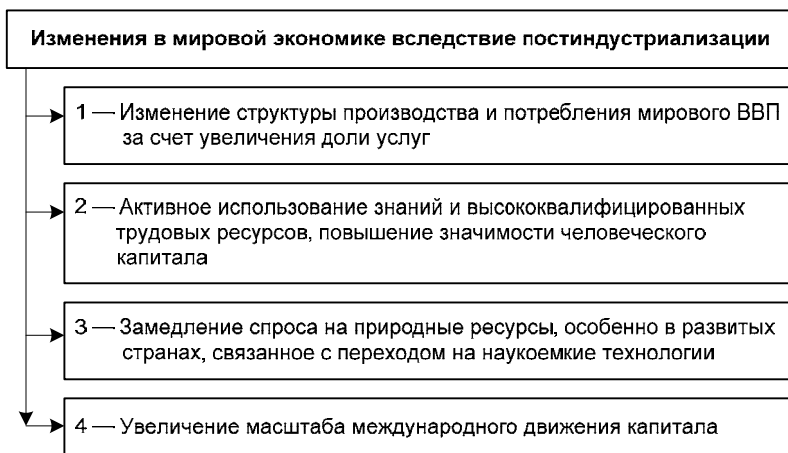 Изменения в мировой экономике вследствие постиндустриализации
1 — Изменение структуры производства и потребления мирового ВВП
за счет увеличения доли услуг
2 — Активное использование знаний и высококвалифицированных
трудовых ресурсов, повышение значимости человеческого
капитала
3 — Замедление спроса на природные ресурсы, особенно в развитых
странах, связанное с переходом на наукоемкие технологии
4 — Увеличение масштаба международного движения капитала